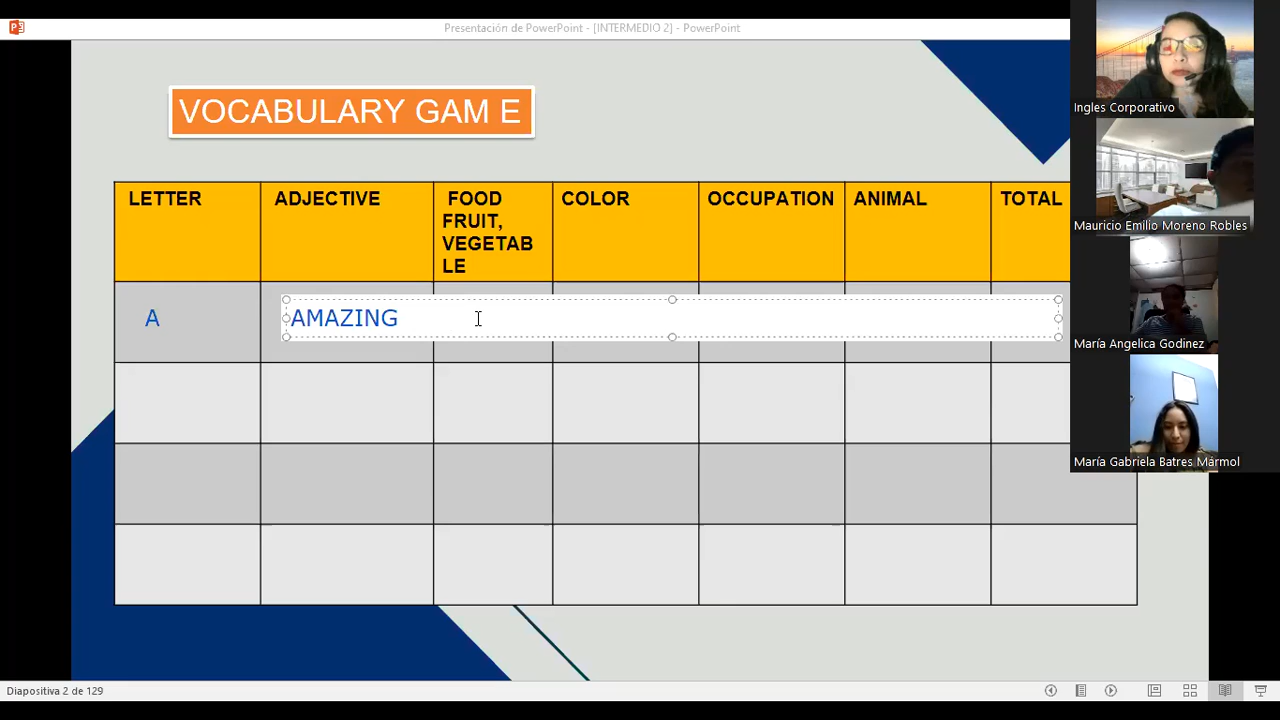 Presentación de PowerPoint - [INTERMEDIO 2] - PowerPoint
VOCABULARY GAM E
LETTER
ADJECTIVE
FOOD
FRUIT,
VEGETAB
LE
COLOR
OCCUPATION
ANIMAL
TOTAL
A
AMAZING
Ingles Corporativo
Mauricio Emilio Moreno Robles
María Angelica Godinez
María Gabriela Batres Mármol
Diapositiva 2 de 129